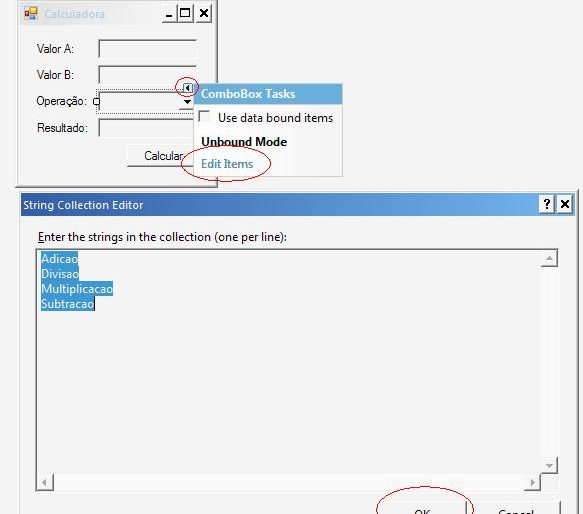 Calculadora
Valor A:
Valor B:
Operação:
Resultado:
Calcular
ComboBox Tasks
Use data bound items
Unbound Mode
Edit Items
String Collection Editor
Enter the strings in the collection (one per line):
Adicao
Divisao
Multiplicacao
Subtracao
OK
Cancel